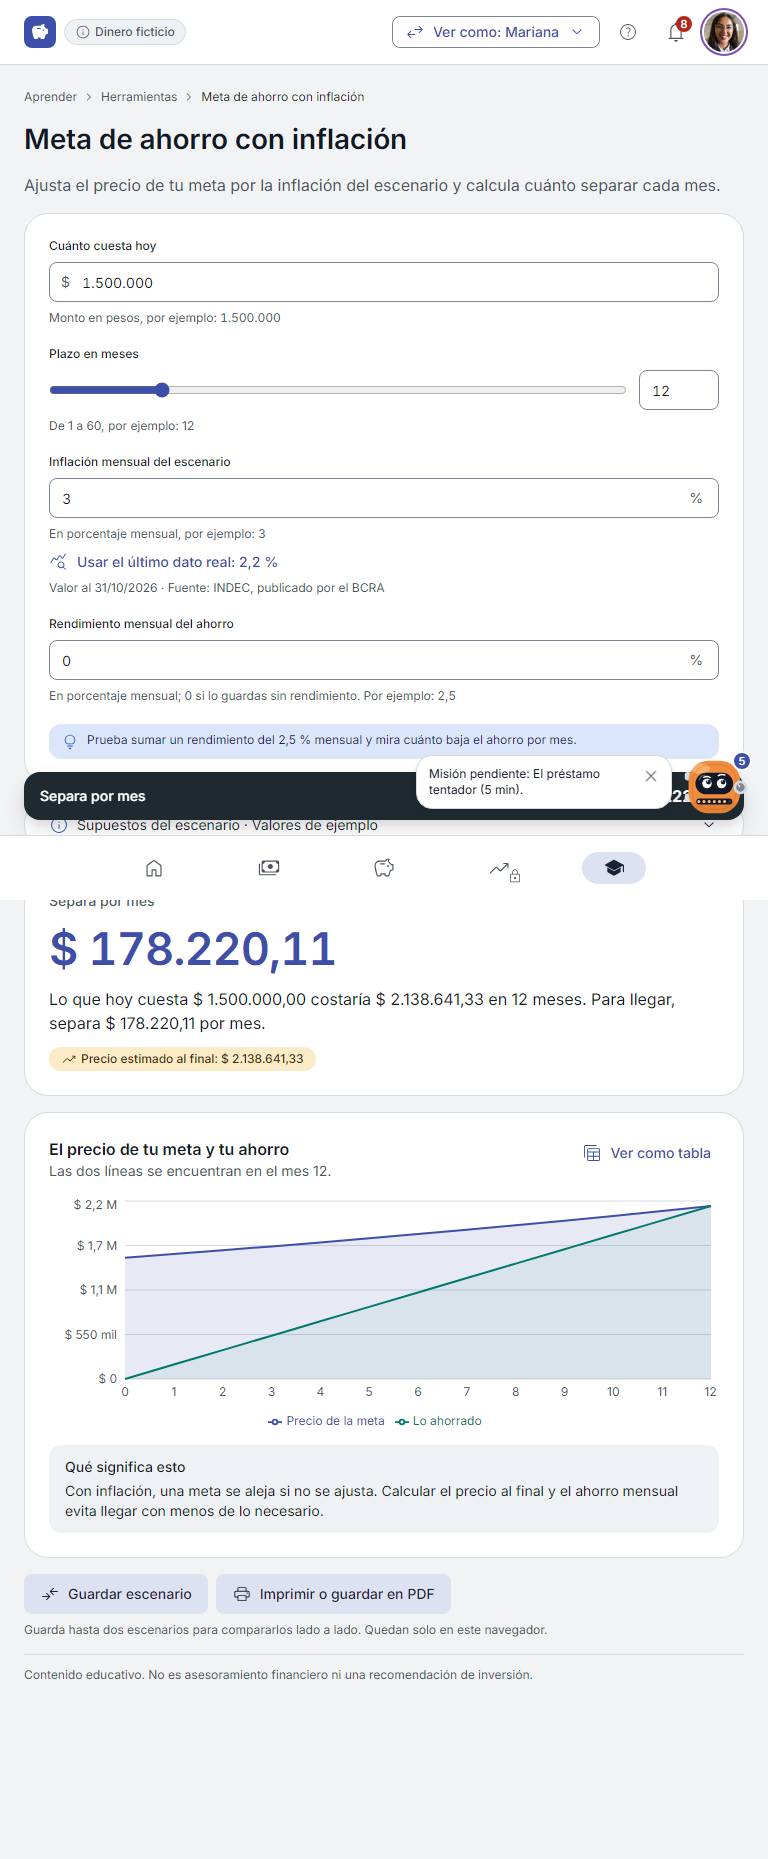 Dinero ficticio
Ver como: Mariana
8
Aprender
Herramientas
Meta de ahorro con inflación
Meta de ahorro con inflación
Ajusta el precio de tu meta por la inflación del escenario y calcula cuánto separar cada mes.
Cuánto cuesta hoy
$ 1.500.000
Monto en pesos, por ejemplo: 1.500.000
Plazo en meses
12
De 1 a 60, por ejemplo: 12
Inflación mensual del escenario
3 %
En porcentaje mensual, por ejemplo: 3
Usar el último dato real: 2,2 %
Valor al 31/10/2026 · Fuente: INDEC, publicado por el BCRA
Rendimiento mensual del ahorro
0 %
En porcentaje mensual; 0 si lo guardas sin rendimiento. Por ejemplo: 2,5
Prueba sumar un rendimiento del 2,5 % mensual y mira cuánto baja el ahorro por mes.
5
Misión pendiente: El préstamo
tentador (5 min).
Separa por mes
Supuestos del escenario · Valores de ejemplo
Separa por mes
$ 178.220,11
Lo que hoy cuesta $ 1.500.000,00 costaría $ 2.138.641,33 en 12 meses. Para llegar,
separa $ 178.220,11 por mes.
Precio estimado al final: $ 2.138.641,33
El precio de tu meta y tu ahorro
Ver como tabla
Las dos líneas se encuentran en el mes 12.
$ 2,2 M
$ 1,7 M
$ 1,1 M
$ 550 mil
$ 0
0 1 2 3 4 5 6 7 8 9 10 11 12
Precio de la meta
Lo ahorrado
Qué significa esto
Con inflación, una meta se aleja si no se ajusta. Calcular el precio al final y el ahorro mensual
evita llegar con menos de lo necesario.
Guardar escenario
Imprimir o guardar en PDF
Guarda hasta dos escenarios para compararlos lado a lado. Quedan solo en este navegador.
Contenido educativo. No es asesoramiento financiero ni una recomendación de inversión.